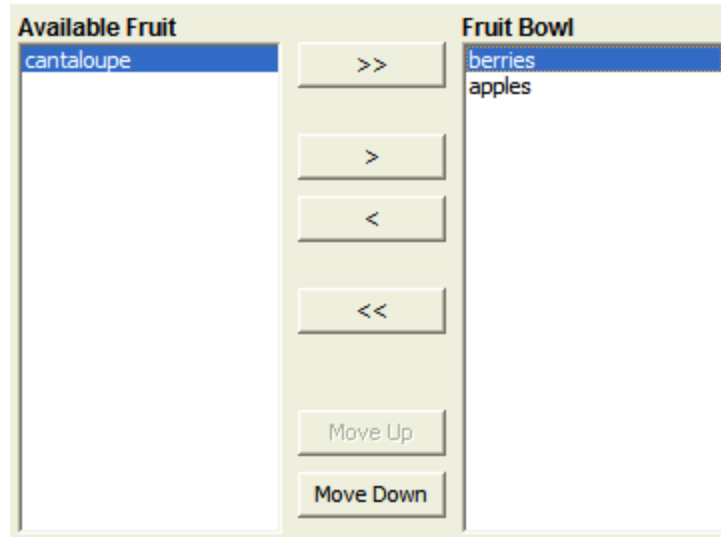 Available Fruit
cantaloupe
>>
>
<
<<
Move Up
Move Down
Fruit Bowl
berries
apples